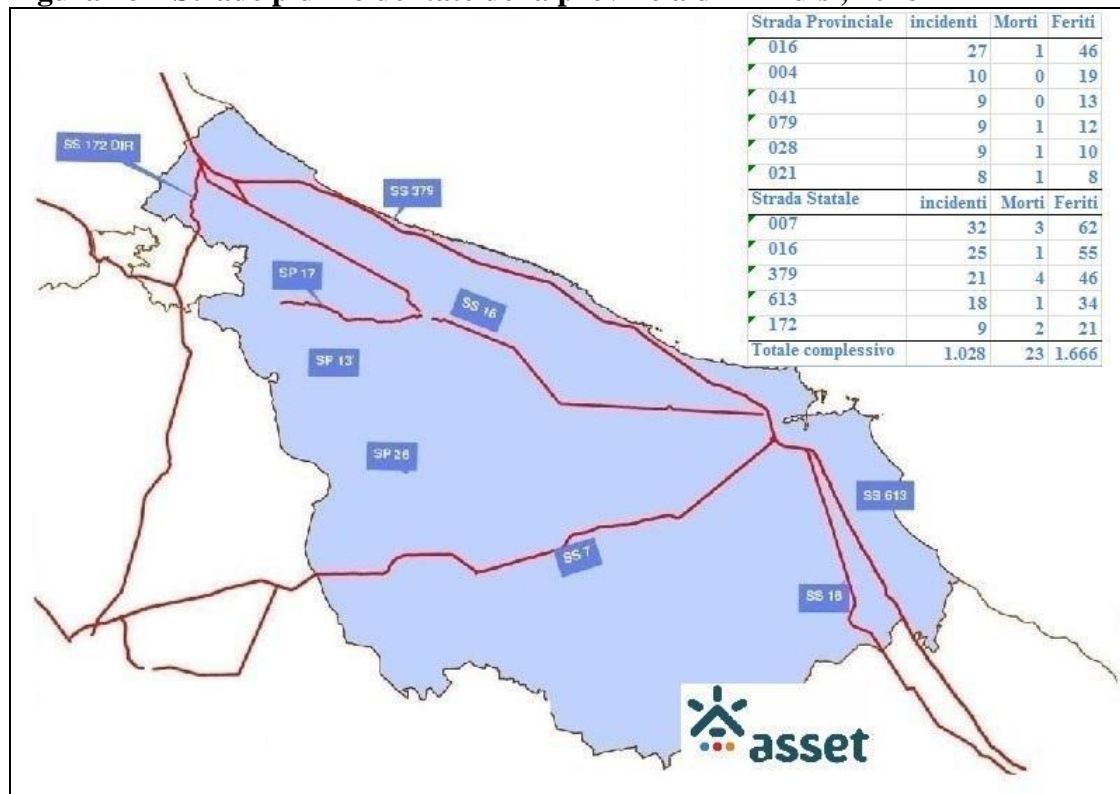 Strada Provinciale incidenti Morti Feriti
016 27 1 46
004 10 0 19
041 9 0 13
079 9 1 12
028 9 1 10
021 8 1 8
Strada Statale incidenti Morti Feriti
007 32 3 62
016 25 1 55
379 21 4 46
613 18 1 34
172 9 2 21
Totale complessivo 1.028 23 1.666
SS 172 DIR
SS 379
SP 17
SS 16
SP 13
SP 26
SS 613
SS 7
SS 16
asset